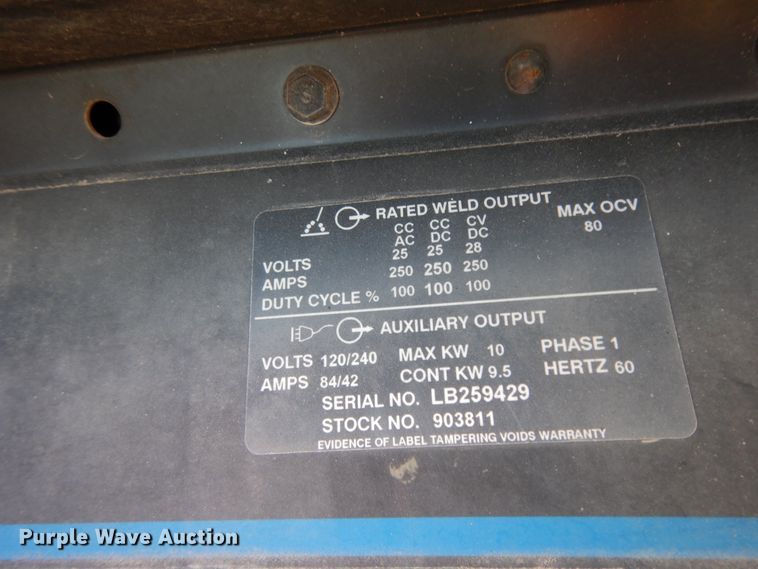 RATED WELD OUTPUT
MAX OCV
CC CC CV
AC DC DC
80
VOLTS 25 25 28
AMPS 250 250 250
DUTY CYCLE % 100 100 100
AUXILIARY OUTPUT
VOLTS 120/240 MAX KW 10 PHASE 1
AMPS 84/42 CONT KW 9.5 HERTZ 60
SERIAL NO. LB259429
STOCK NO. 903811
EVIDENCE OF LABEL TAMPERING VOIDS WARRANTY
Purple Wave Auction